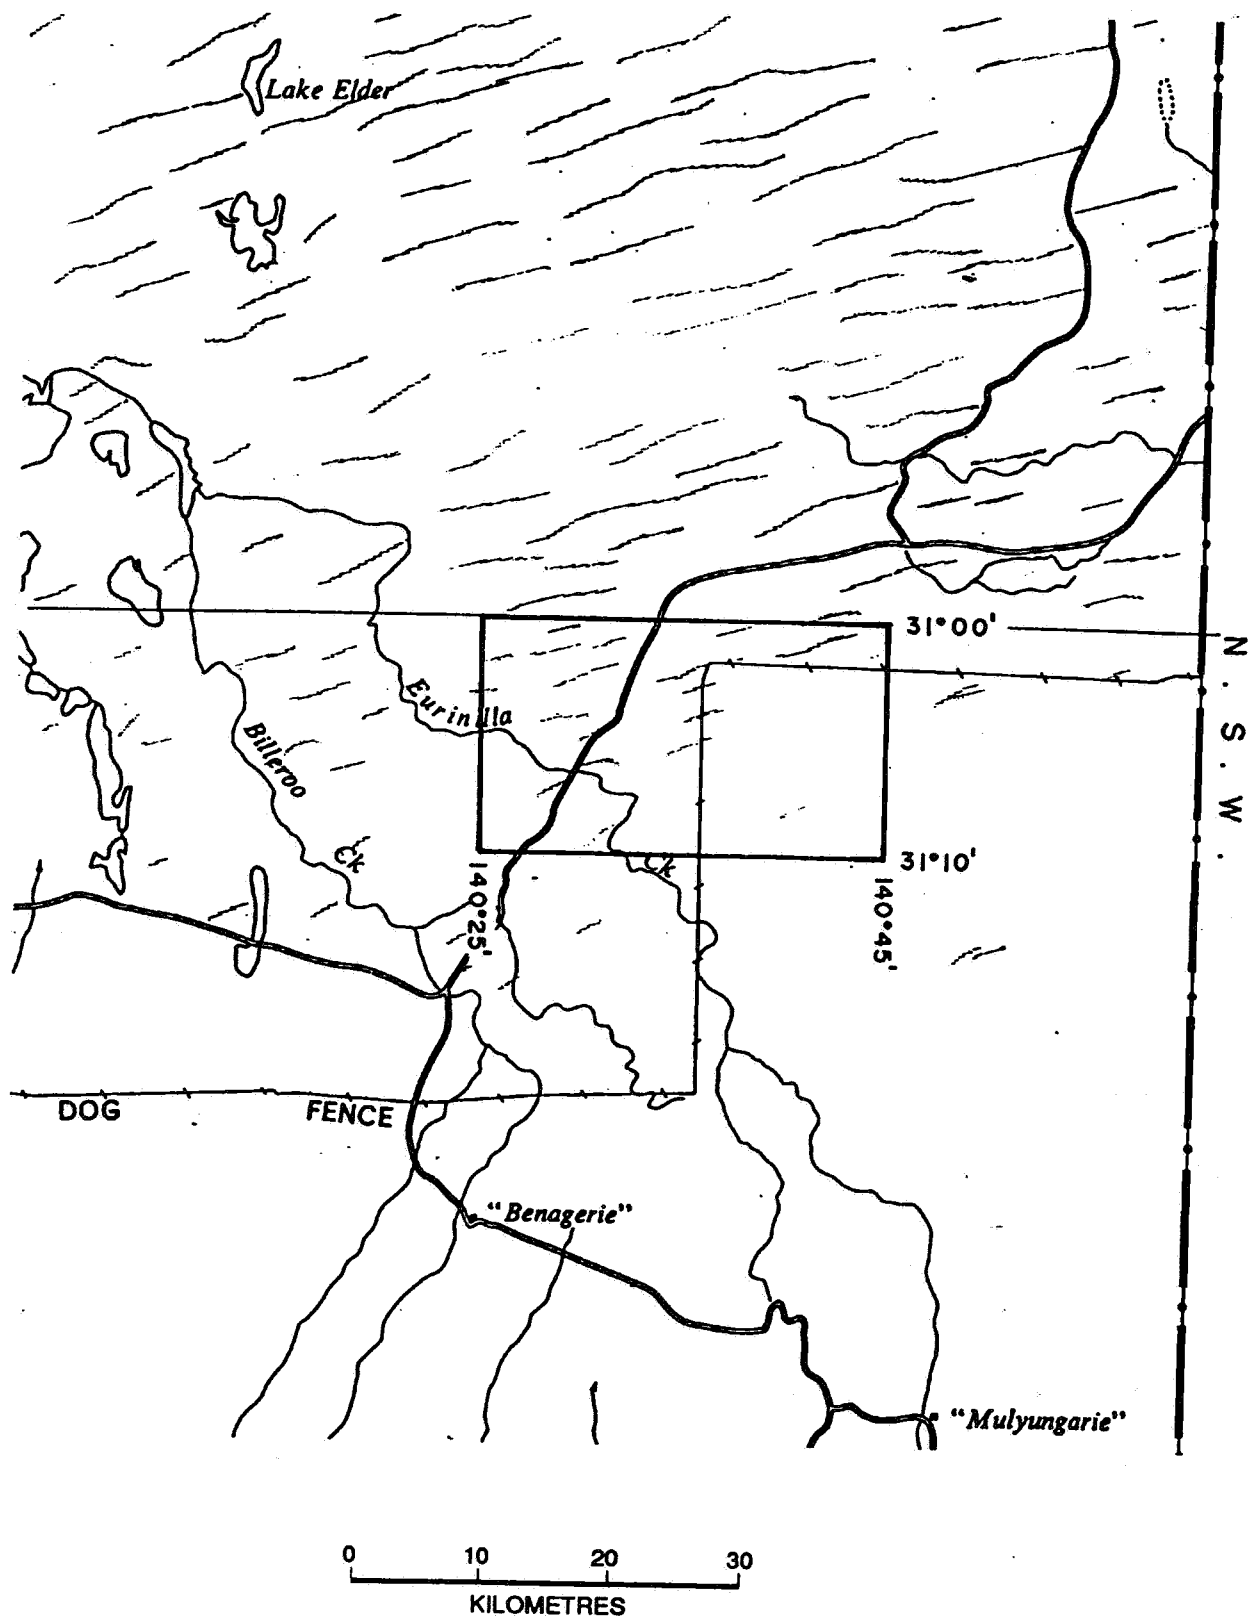 Lake Elder
31°00'
N. S. W.
Eurinilla
Billeroo
Ck
Ck
31°10'
140°25'
140°45'
DOG FENCE
"Benagerie"
"Mulyungarie"
0 10 20 30
KILOMETRES